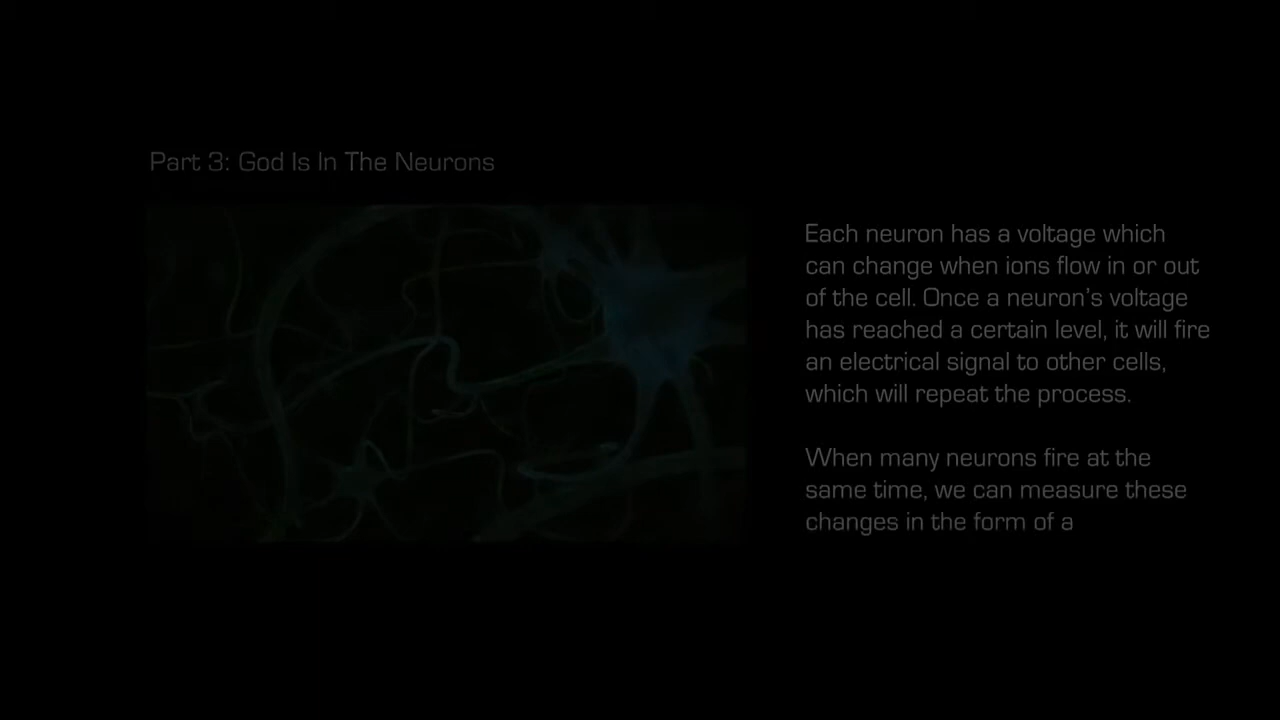 Part 3: God Is In The Neurons
Each neuron has a voltage which
can change when ions flow in or out
of the cell. Once a neuron's voltage
has reached a certain level, it will fire
an electrical signal to other cells,
which will repeat the process.
When many neurons fire at the
same time, we can measure these
changes in the form of a